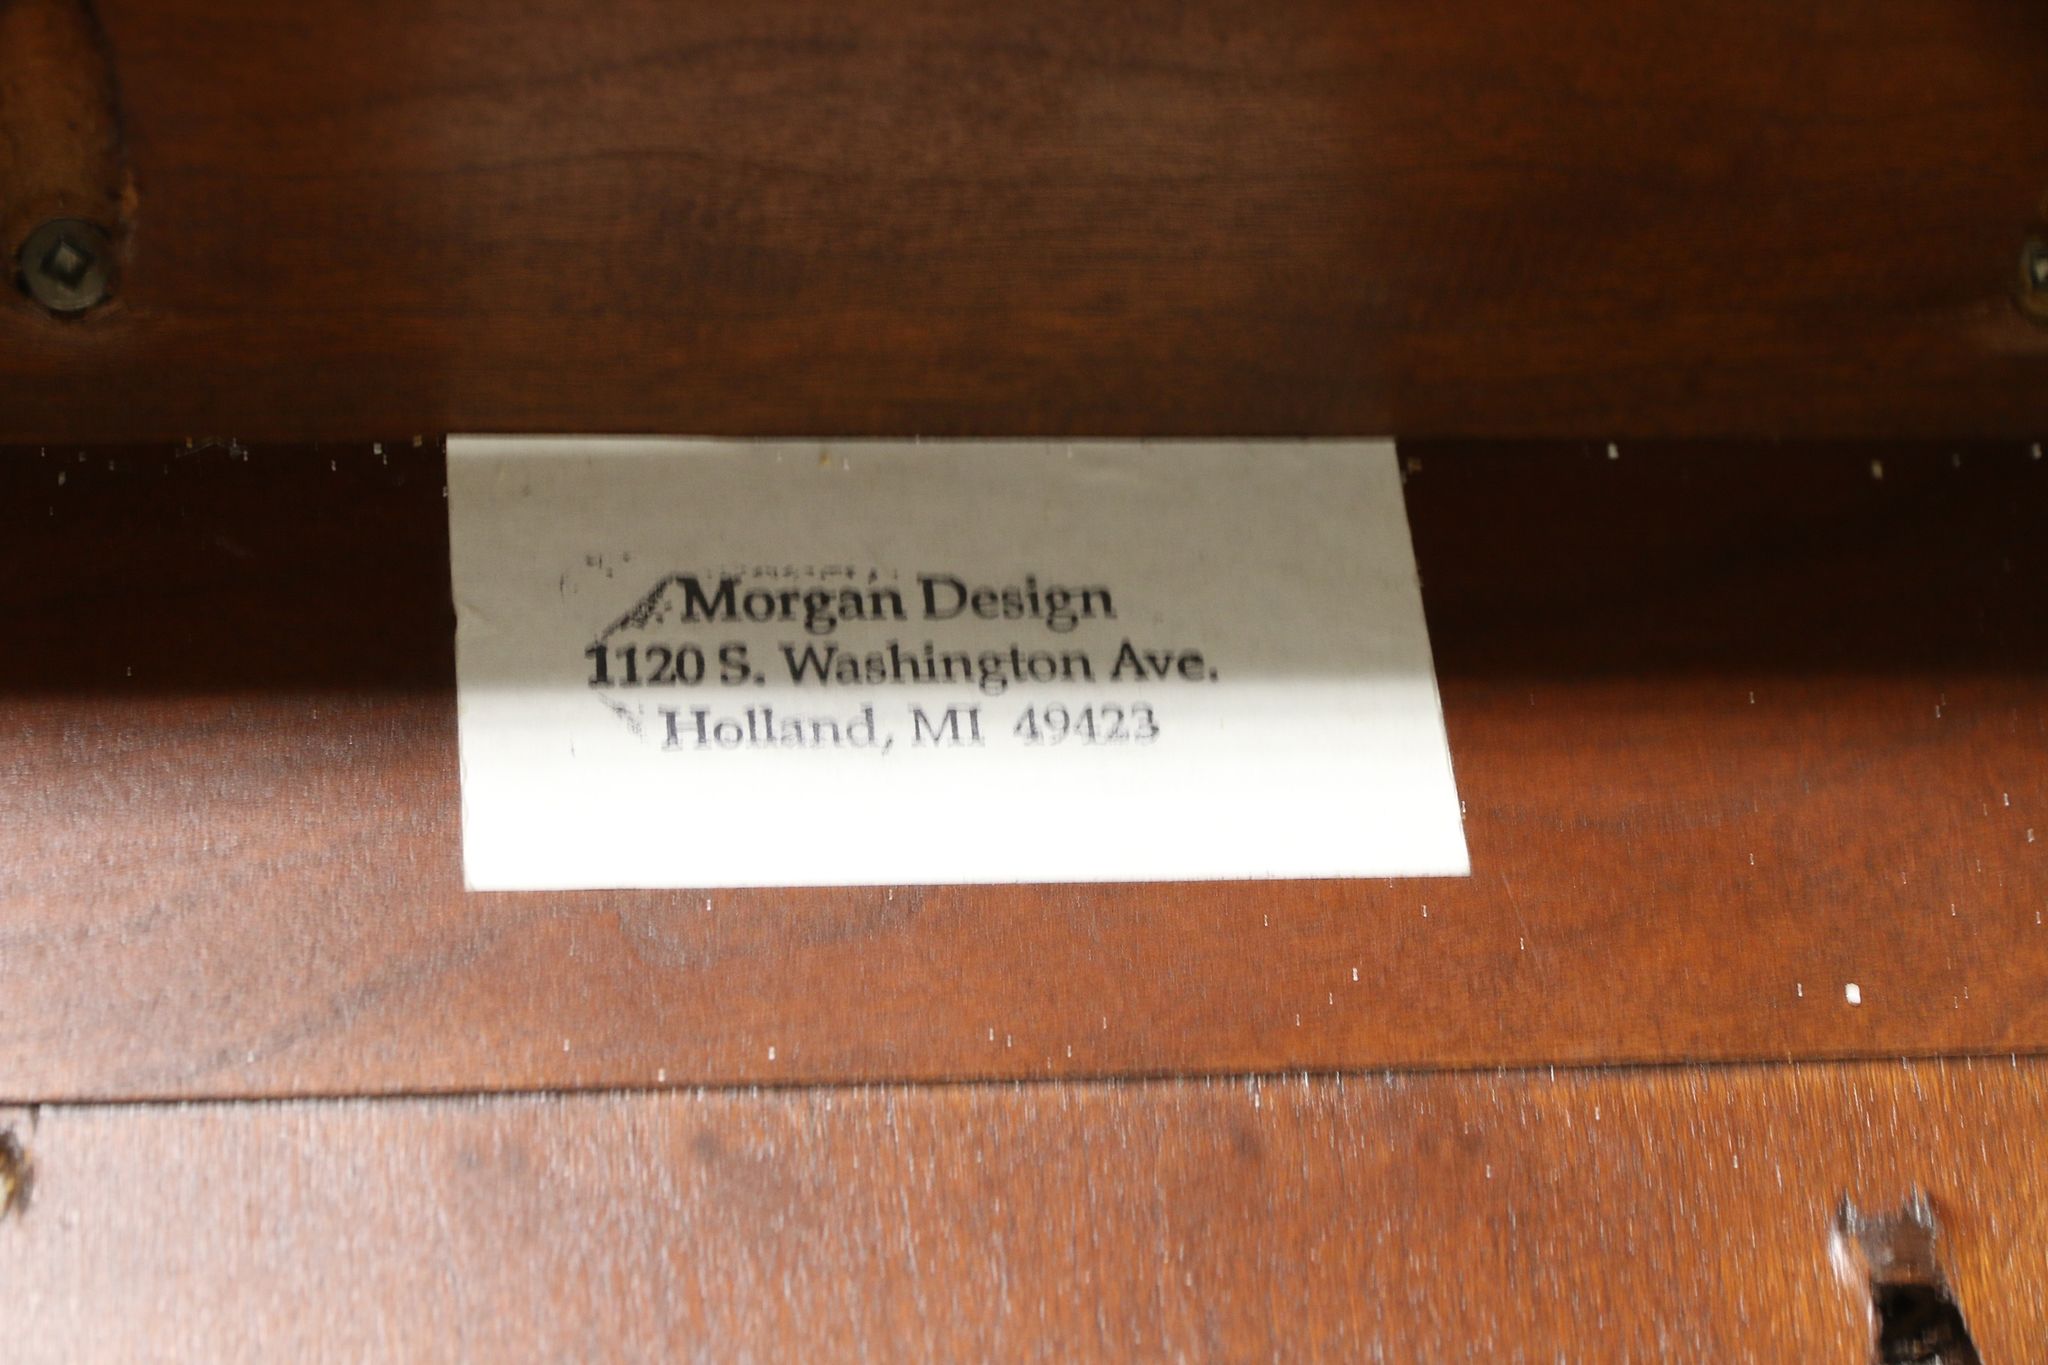 Morgan Design
1120 S. Washington Ave.
Holland, MI 49423